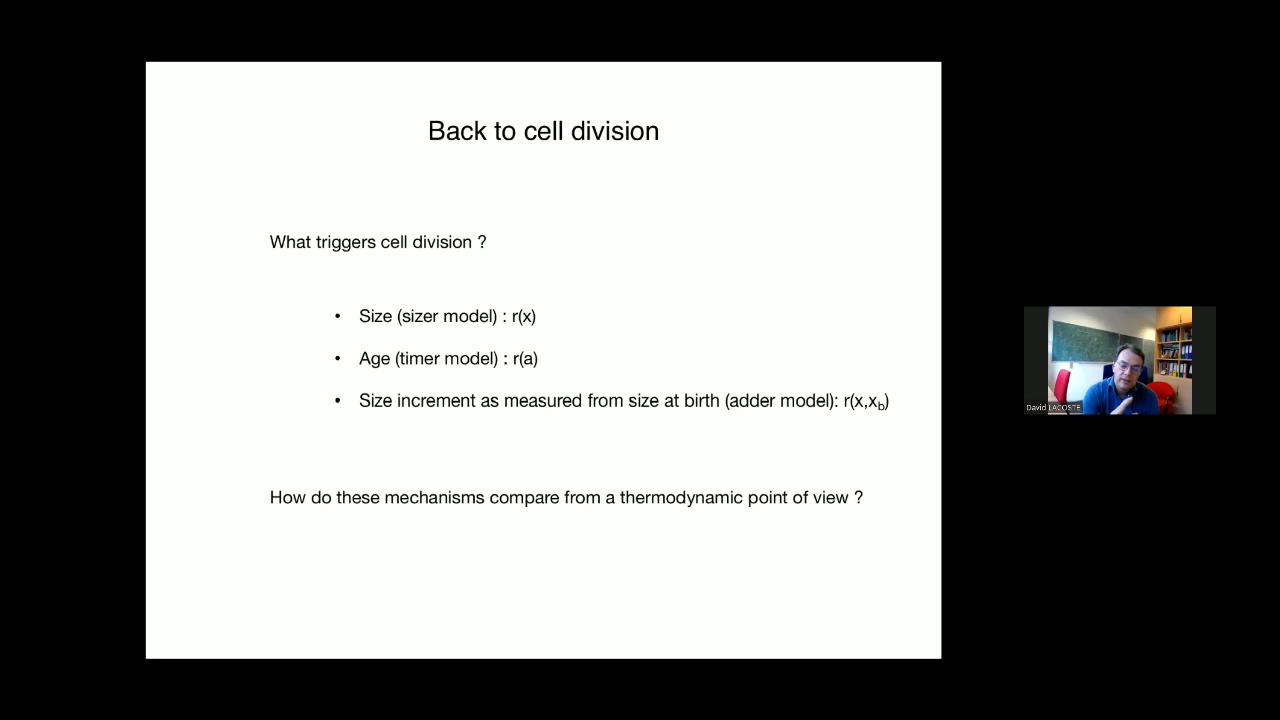 Back to cell division
What triggers cell division ?
• Size (sizer model) : r(x)
• Age (timer model) : r(a)
• Size increment as measured from size at birth (adder model): r(x,x_b)
How do these mechanisms compare from a thermodynamic point of view ?
David LACOSTE